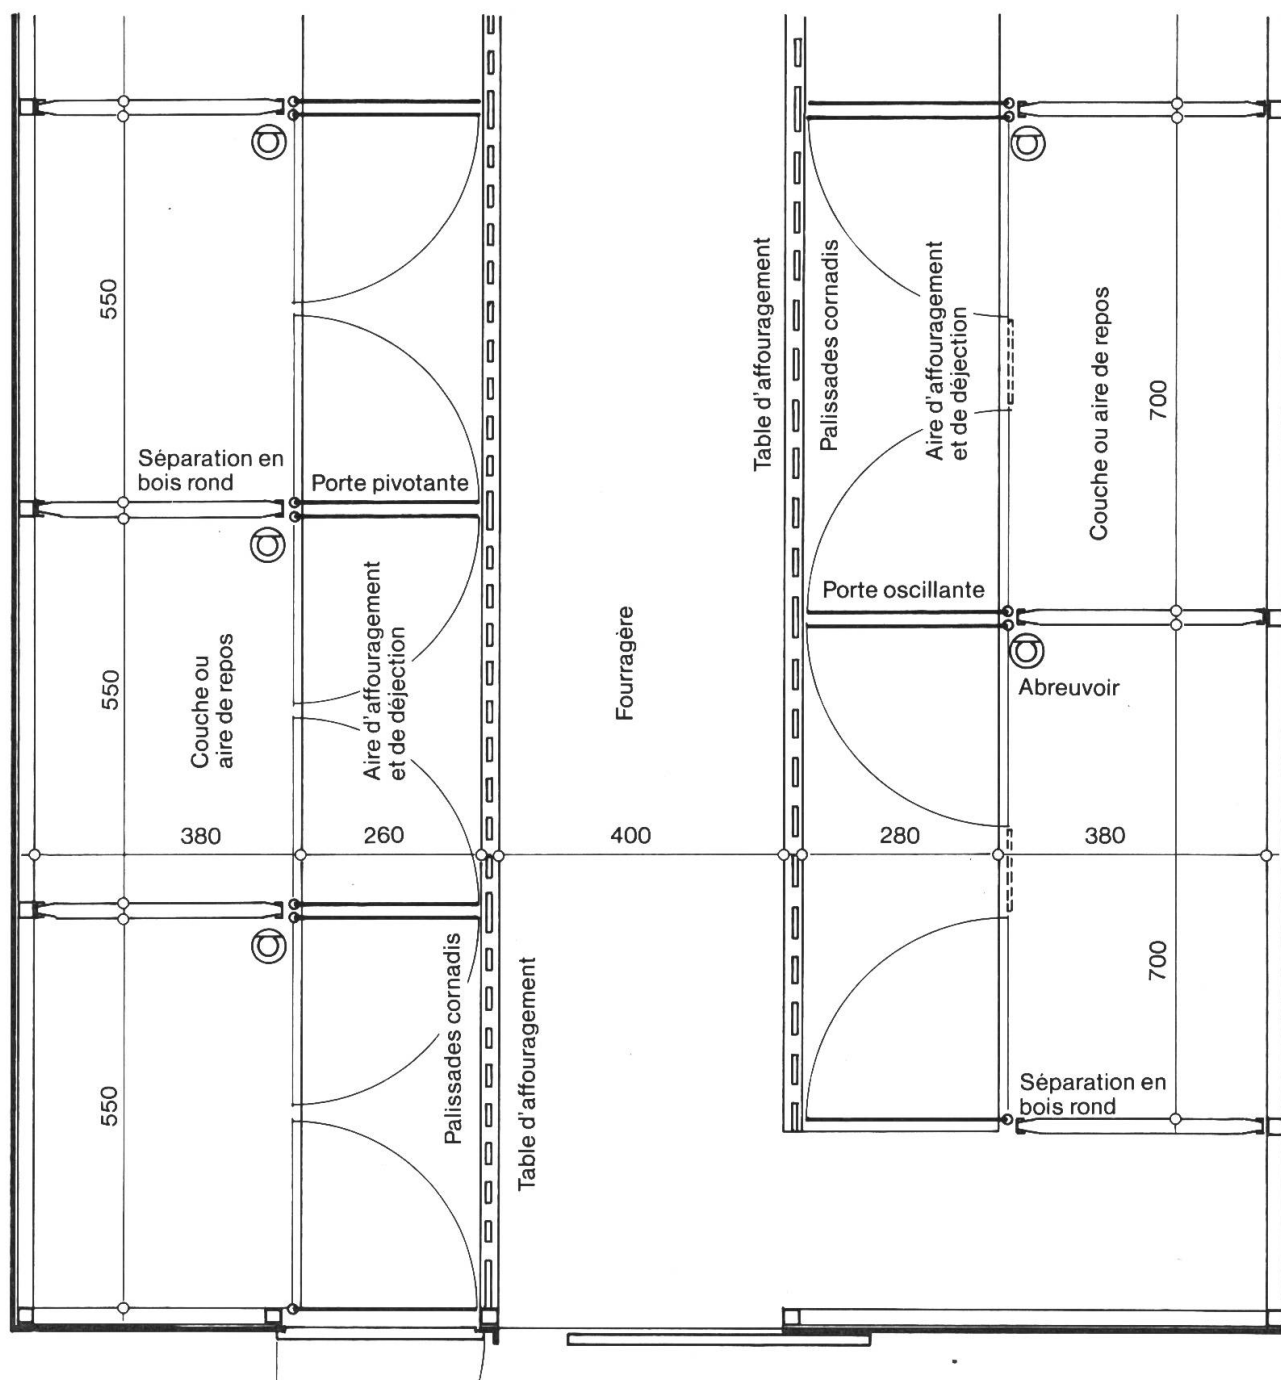 550
Séparation en
bois rond
Porte pivotante
550
Couche ou
aire de repos
Aire d'affouragement
et de déjection
380
260
Palissades cornadis
Table d'affouragement
550
Fourragère
400
Table d'affouragement
Palissades cornadis
Aire d'affouragement
et de déjection
Couche ou aire de repos
700
Porte oscillante
Abreuvoir
280
380
700
Séparation en
bois rond